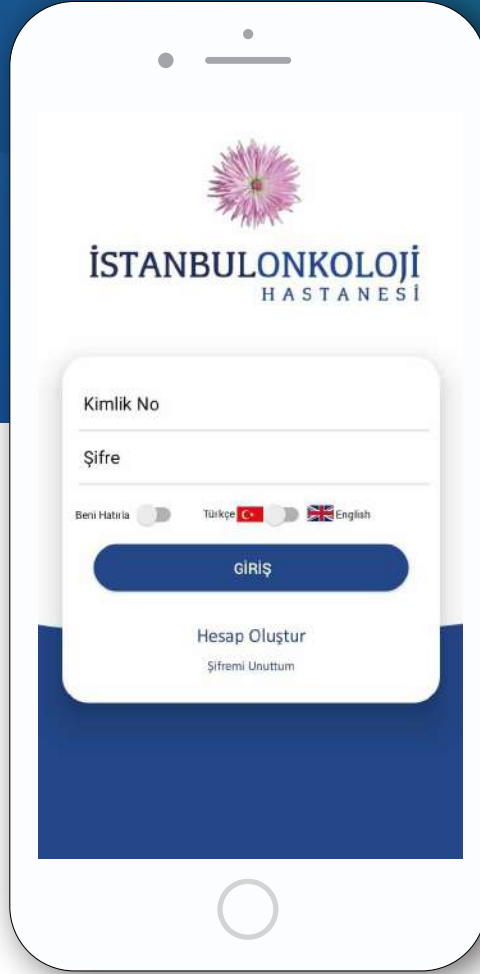 İSTANBULONKOLOJİ
HASTANESİ
Kimlik No
Şifre
Beni Hatırla Türkçe English
GİRİŞ
Hesap Oluştur
Şifremi Unuttum